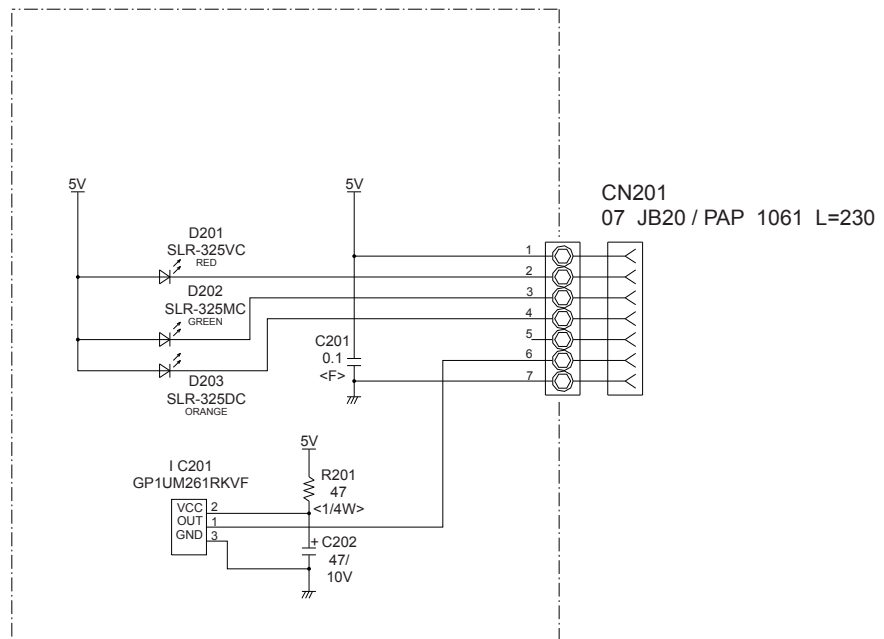 5V
5V
CN201
07 JB20 / PAP 1061 L=230
D201
SLR-325VC
RED
1
2
D202
SLR-325MC
GREEN
3
4
C201
0.1
<F>
5
6
7
D203
SLR-325DC
ORANGE
5V
I C201
GP1UM261RKVF
R201
47
<1/4W>
VCC 2
OUT 1
GND 3
+ C202
47/
10V